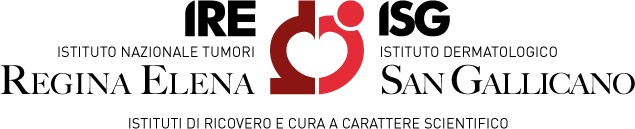 IRE ISG
ISTITUTO NAZIONALE TUMORI ISTITUTO DERMATOLOGICO
REGINA ELENA SAN GALLICANO
ISTITUTI DI RICOVERO E CURA A CARATTERE SCIENTIFICO